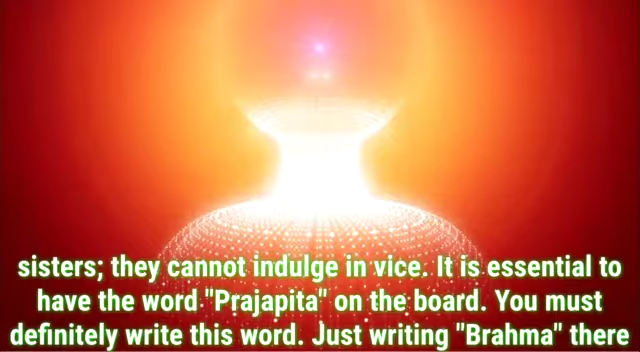 sisters; they cannot indulge in vice. It is essential to
have the word "Prajapita" on the board. You must
definitely write this word. Just writing "Brahma" there